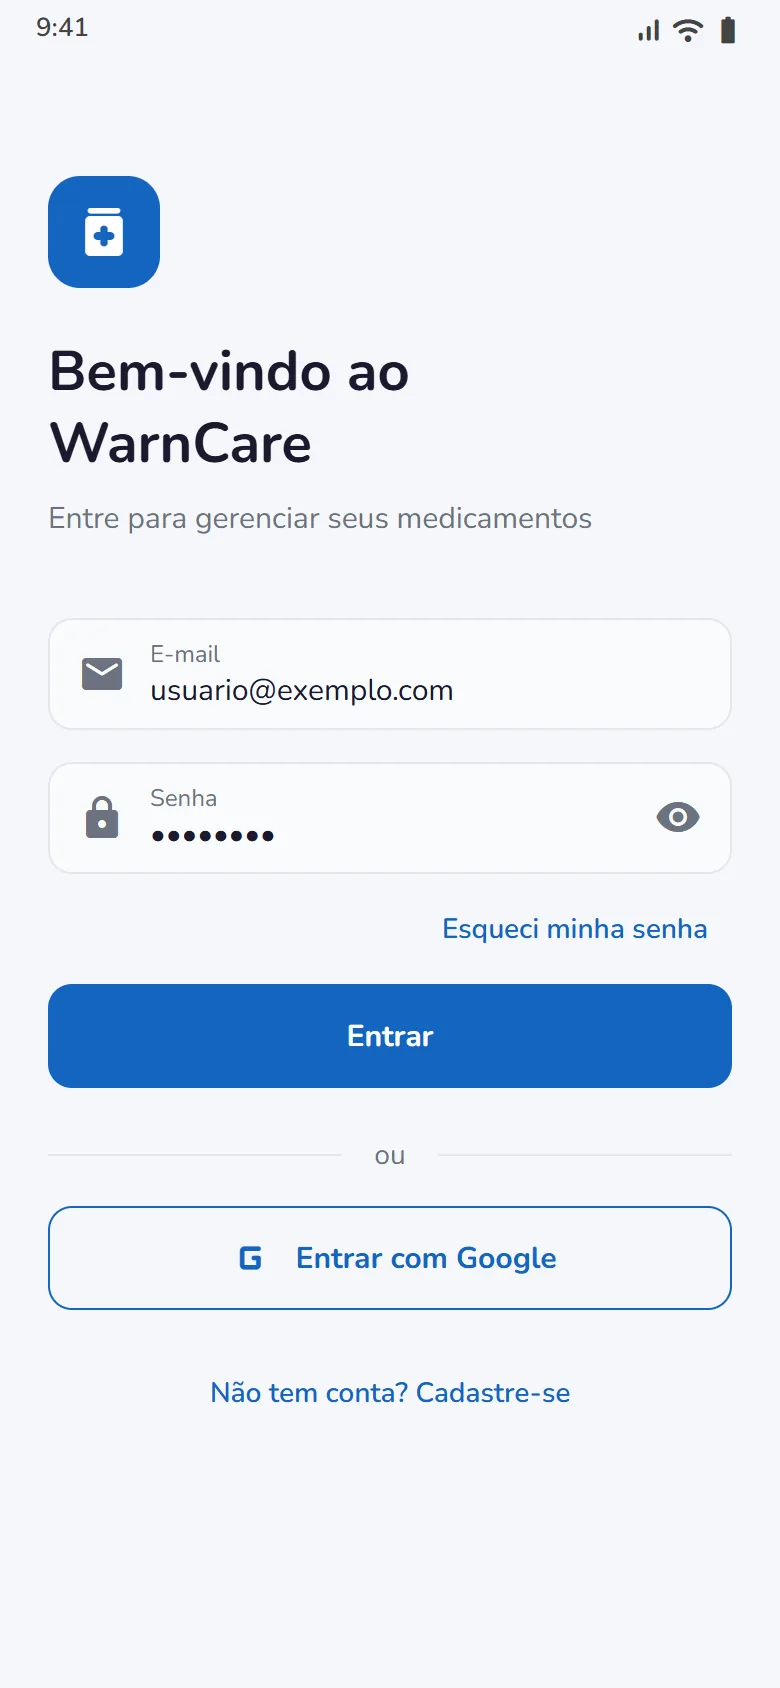 9:41
Bem-vindo ao
WarnCare
Entre para gerenciar seus medicamentos
E-mail
usuario@exemplo.com
Senha
••••••••
Esqueci minha senha
Entrar
ou
G Entrar com Google
Não tem conta? Cadastre-se